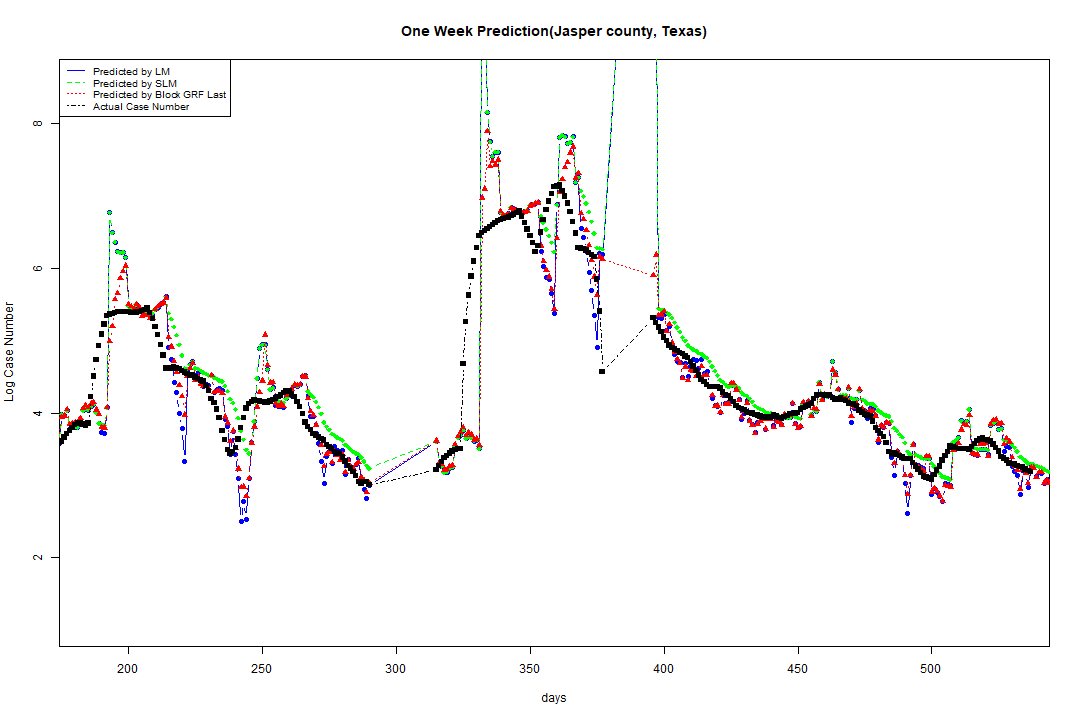 One Week Prediction(Jasper county, Texas)
Predicted by LM
Predicted by SLM
Predicted by Block GRF Last
Actual Case Number
8
6
4
2
Log Case Number
200 250 300 350 400 450 500
days